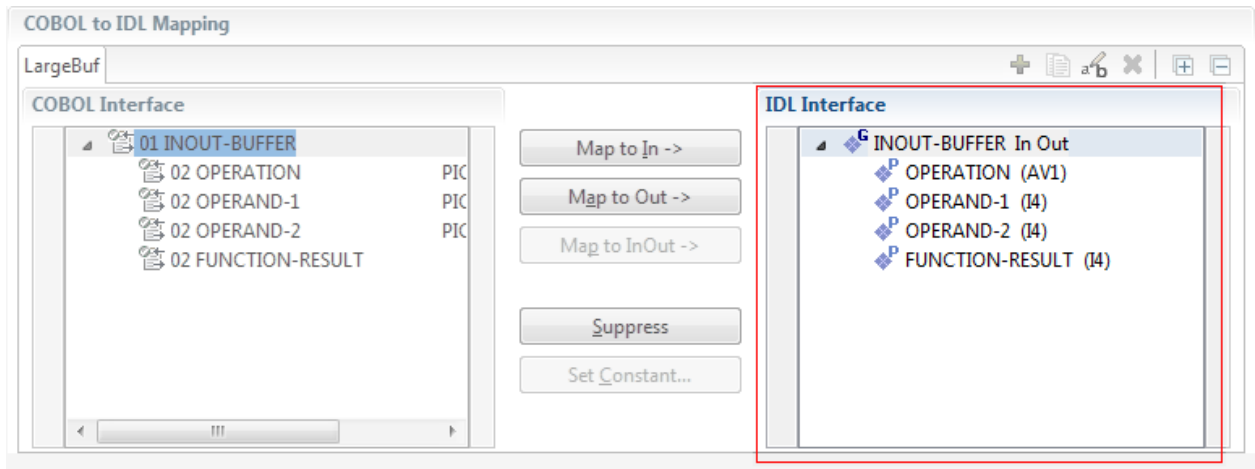 COBOL to IDL Mapping
LargeBuf
COBOL Interface
01 INOUT-BUFFER
02 OPERATION PIC
02 OPERAND-1 PIC
02 OPERAND-2 PIC
02 FUNCTION-RESULT
Map to In ->
Map to Out ->
Map to InOut ->
Suppress
Set Constant...
IDL Interface
INOUT-BUFFER In Out
OPERATION (AV1)
OPERAND-1 (I4)
OPERAND-2 (I4)
FUNCTION-RESULT (I4)